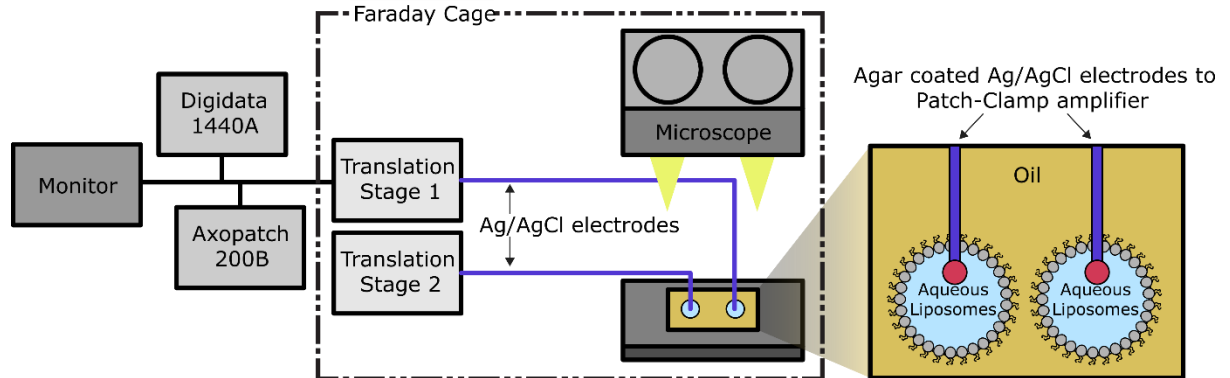 Faraday Cage
Digidata
1440A
Monitor
Axopatch
200B
Translation
Stage 1
Translation
Stage 2
Ag/AgCl electrodes
Microscope
Agar coated Ag/AgCl electrodes to
Patch-Clamp amplifier
Oil
Aqueous
Liposomes
Aqueous
Liposomes